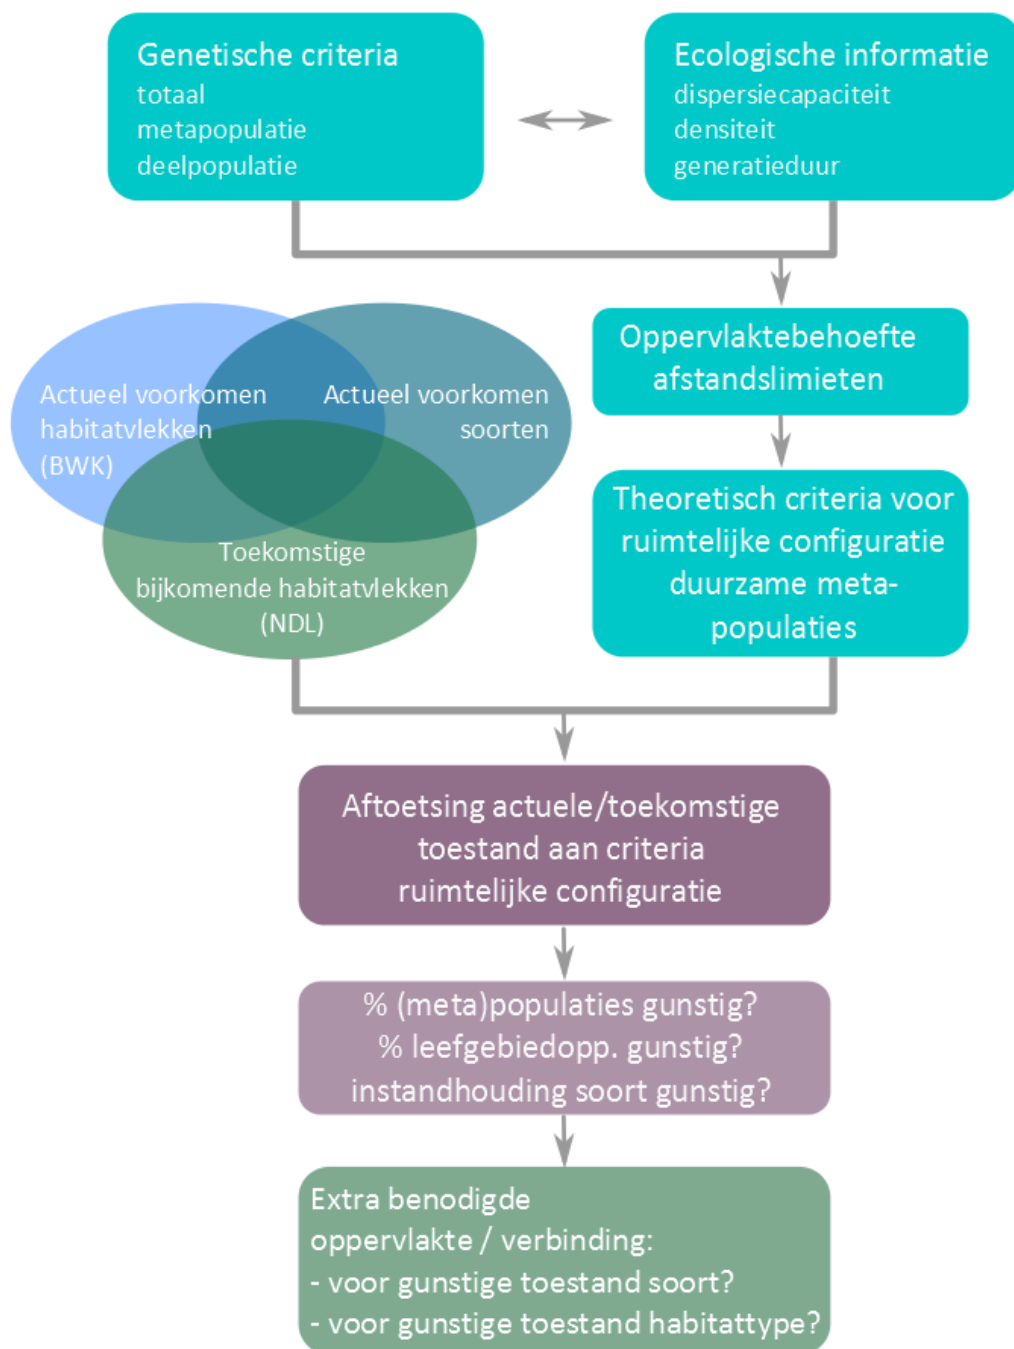 Genetische criteria
totaal
metapopulatie
deelpopulatie
Ecologische informatie
dispersiecapaciteit
densiteit
generatieduur
Oppervlaktebehoefte
afstandslimieten
Actueel voorkomen
habitatvlekken
(BWK)
Actueel voorkomen
soorten
Toekomstige
bijkomende habitatvlekken
(NDL)
Theoretisch criteria voor
ruimtelijke configuratie
duurzame meta-
populaties
Aftoetsing actuele/toekomstige
toestand aan criteria
ruimtelijke configuratie
% (meta)populaties gunstig?
% leefgebiedopp. gunstig?
instandhouding soort gunstig?
Extra benodigde
oppervlakte / verbinding:
- voor gunstige toestand soort?
- voor gunstige toestand habitattype?